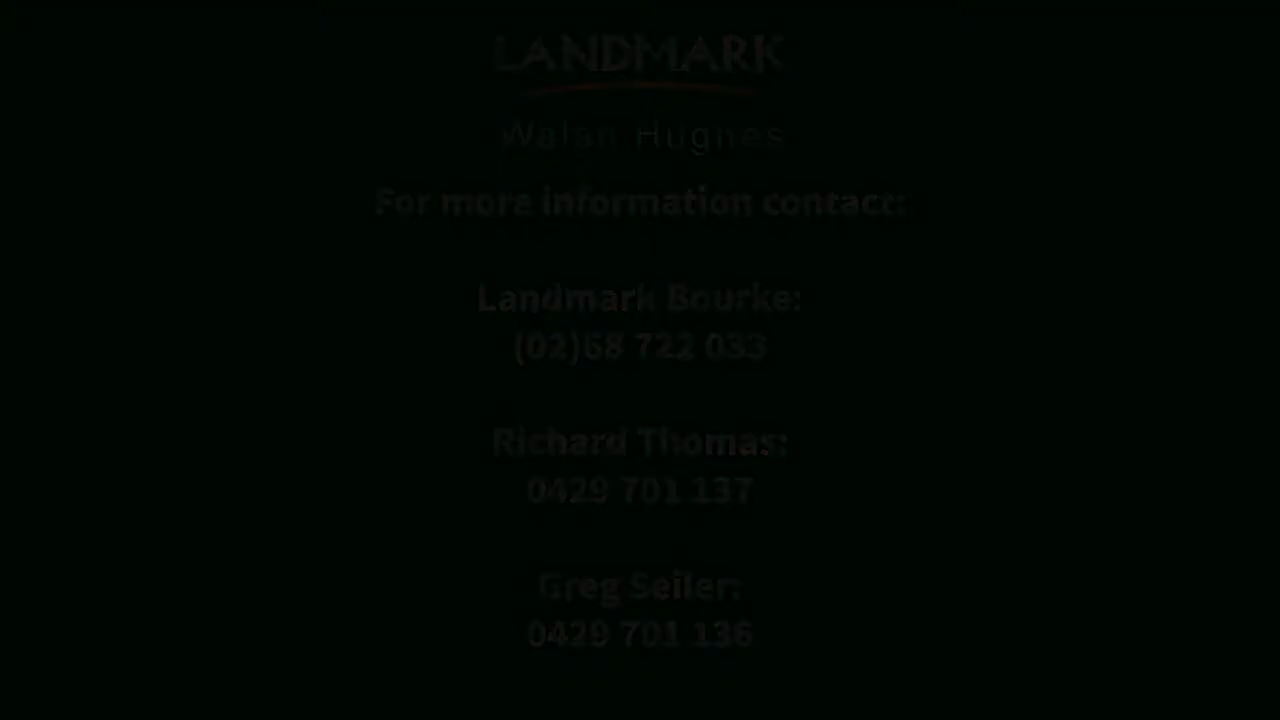 LANDMARK
Walsh Hughes
For more information contact:
Landmark Bourke:
(02)68 722 033
Richard Thomas:
0429 701 137
Greg Seiler:
0429 701 136